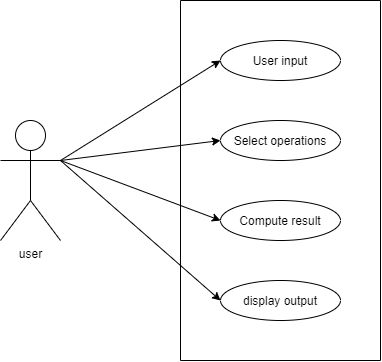 User input
Select operations
Compute result
display output
user